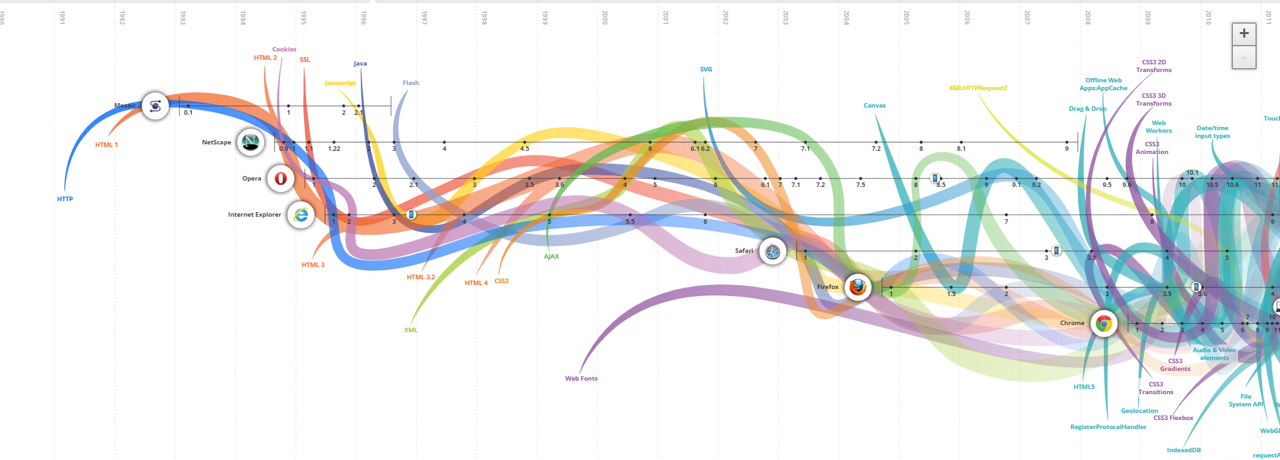 1991
1992
1993
1994
1995
1996
1997
1998
1999
2000
2001
2002
2003
2004
2005
2006
2007
2008
2009
2010
2011
+
-
Cookies
HTML 2
SSL
Java
Javascript
Flash
SVG
Canvas
XMLHTTPRequest2
CSS3 2D
Transforms
Offline Web
Apps:AppCache
CSS3 3D
Transforms
Drag & Drop
Web
Workers
Date/time
input types
CSS3
Animation
Mosaic
0.1
1
2
2.1
HTML 1
NetScape
0.9
1
1.1
1.22
2
3
4
4.5
6
6.1
6.2
7
7.1
7.2
8
8.1
9
Opera
1
2
2.1
3
3.5
3.6
4
5
6
6.1
7
7.1
7.2
7.5
8
8.5
9
9.1
9.2
9.5
9.6
10
10.1
10.5
10.6
11
HTTP
Internet Explorer
1
2
3
4
5
5.5
6
7
8
9
Safari
1
2
3
3.1
4
5
HTML 3
HTML 3.2
HTML 4
CSS2
AJAX
Firefox
1
1.5
2
3
3.5
3.6
4
XML
Chrome
1
2
3
4
5
6
7
8
9
10
11
Web Fonts
Audio & Video
elements
CSS3
Gradients
HTML5
CSS3
Transitions
File
System API
Geolocation
CSS3 Flexbox
RegisterProtocalHandler
IndexedDB